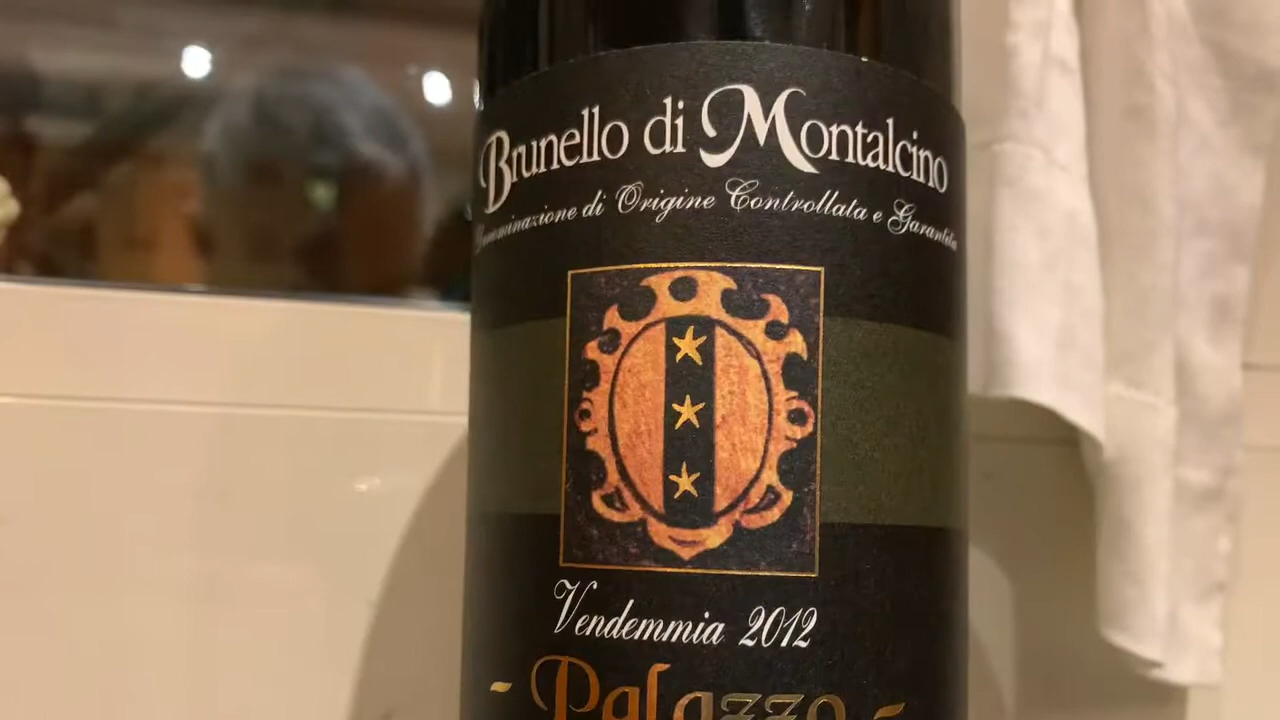 Brunello di Montalcino
Denominazione di Origine Controllata e Garantita
Vendemmia 2012
- Palazzo -